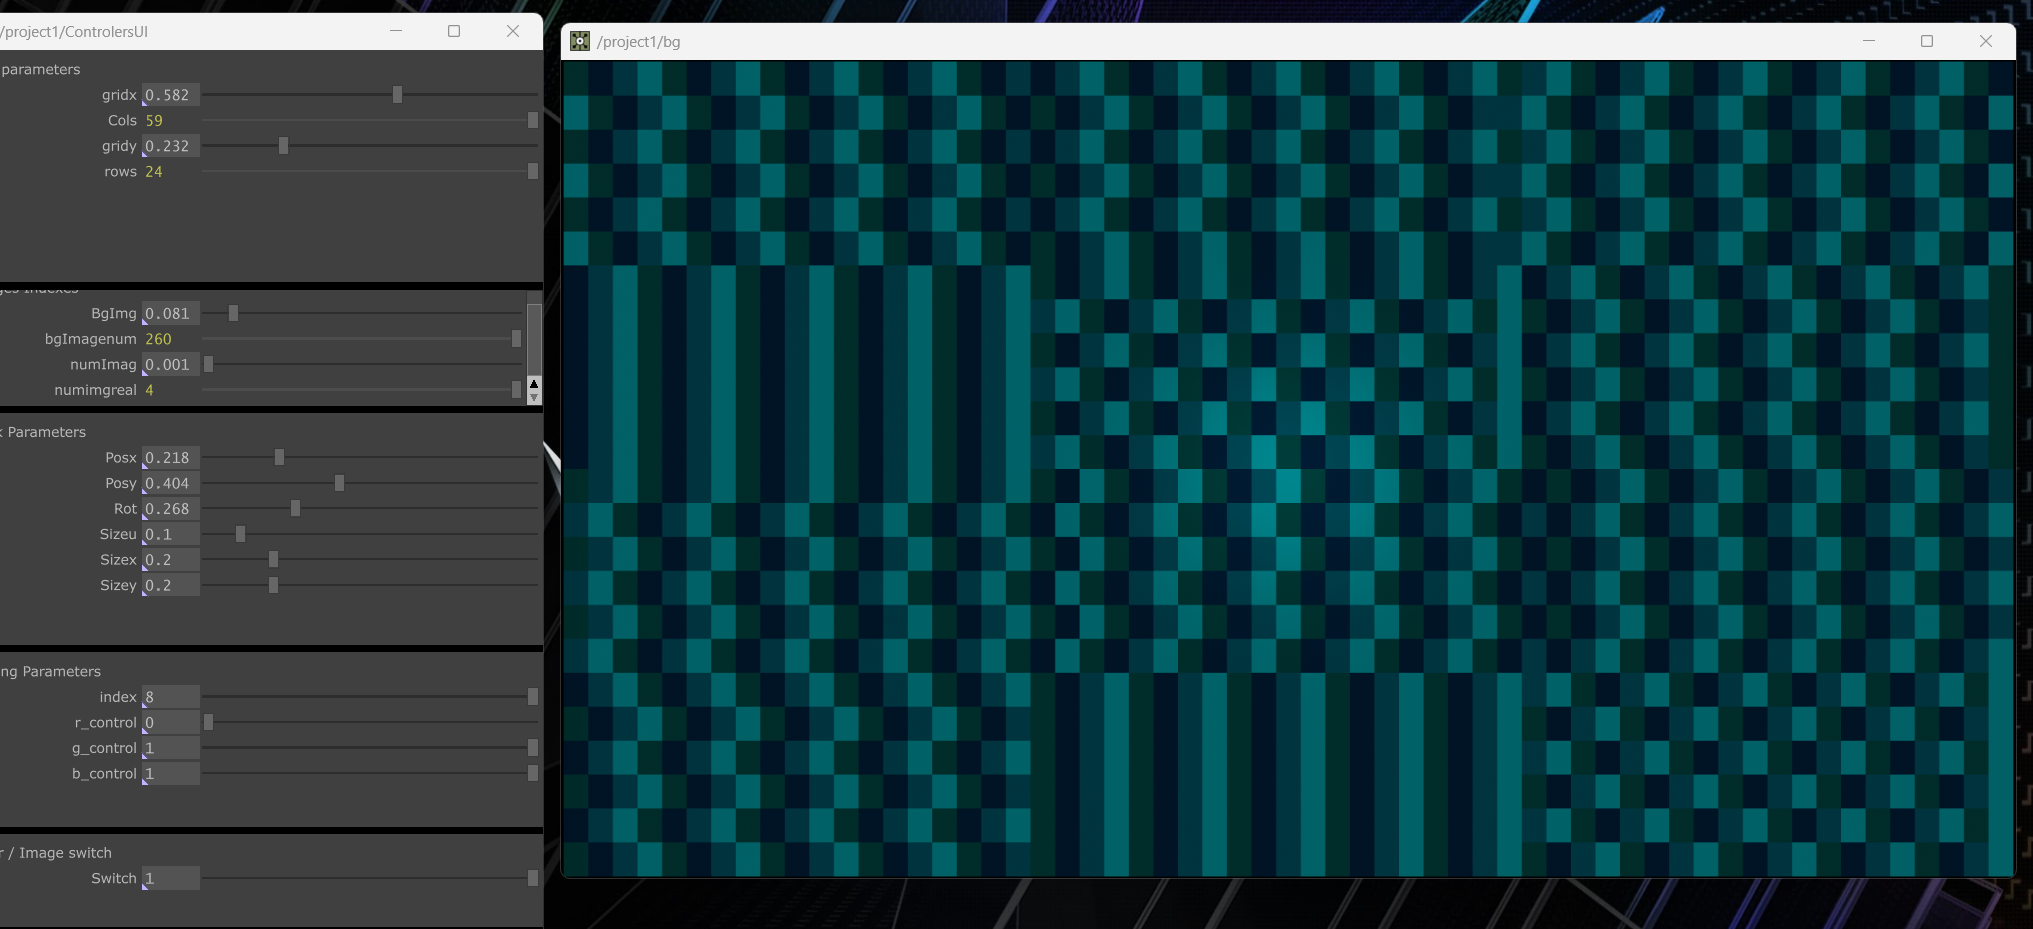 /project1/ControlersUI
parameters
gridx 0.582
Cols 59
gridy 0.232
rows 24
ges Indexes
BgImg 0.081
bgImagenum 260
numImag 0.001
numimgreal 4
k Parameters
Posx 0.218
Posy 0.404
Rot 0.268
Sizeu 0.1
Sizex 0.2
Sizey 0.2
ng Parameters
index 8
r_control 0
g_control 1
b_control 1
r / Image switch
Switch 1
/project1/bg